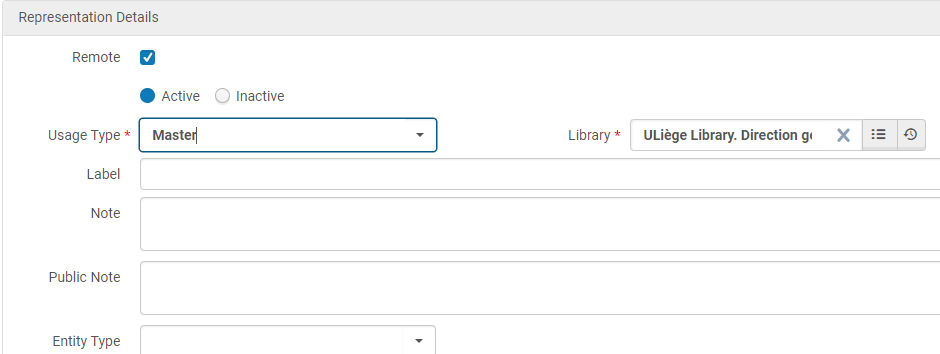 Representation Details
Remote
Active Inactive
Usage Type * Master Library * ULiège Library. Direction
Label
Note
Public Note
Entity Type